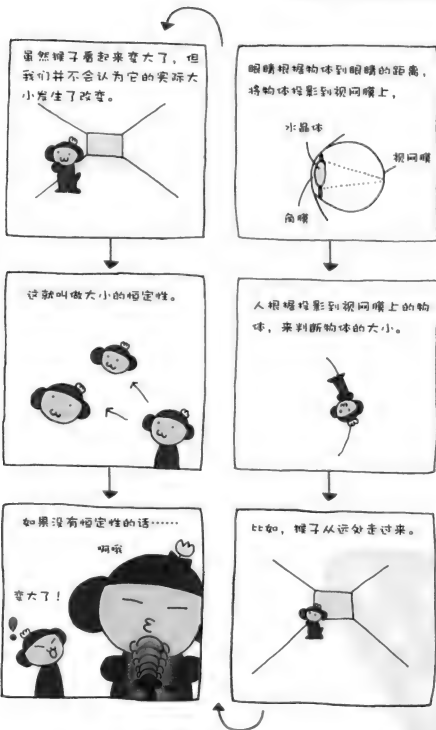 眼睛根据物体到眼睛的距离,
将物体投影到视网膜上,
水晶体
视网膜
角膜
人根据投影到视网膜上的物
体,来判断物体的大小。
比如,猴子从远处走过来。
虽然猴子看起来变大了,但
我们并不会认为它的实际大
小发生了改变。
这就叫做大小的恒定性。
如果没有恒定性的话……
啊哦
变大了!